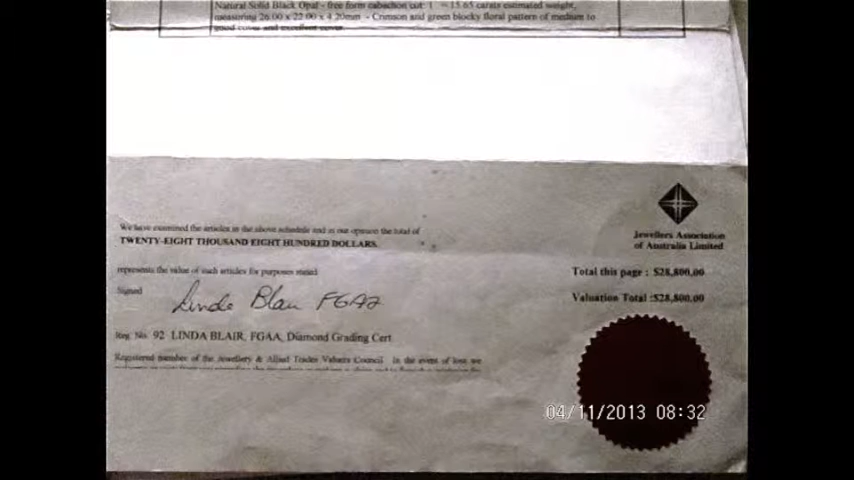 Natural Solid Black Opal - free form cabochon cut: 1 = 15.65 carats estimated weight,
measuring 26.00 x 22.00 x 4.20mm - Crimson and green blocky floral pattern of medium to
good cover and excellent
Jewellers Association
of Australia Limited
We have examined the articles in the above schedule and in our opinion the total of
TWENTY-EIGHT THOUSAND EIGHT HUNDRED DOLLARS.
represents the value of such articles for purposes stated
Total this page : $28,800.00
Signed
Linda Blair FGAA
Valuation Total :$28,800.00
Reg No. 92 LINDA BLAIR, FGAA, Diamond Grading Cert
Registered member of the Jewellery & Allied Trades Valuers Council. In the event of loss we
04/11/2013 08:32